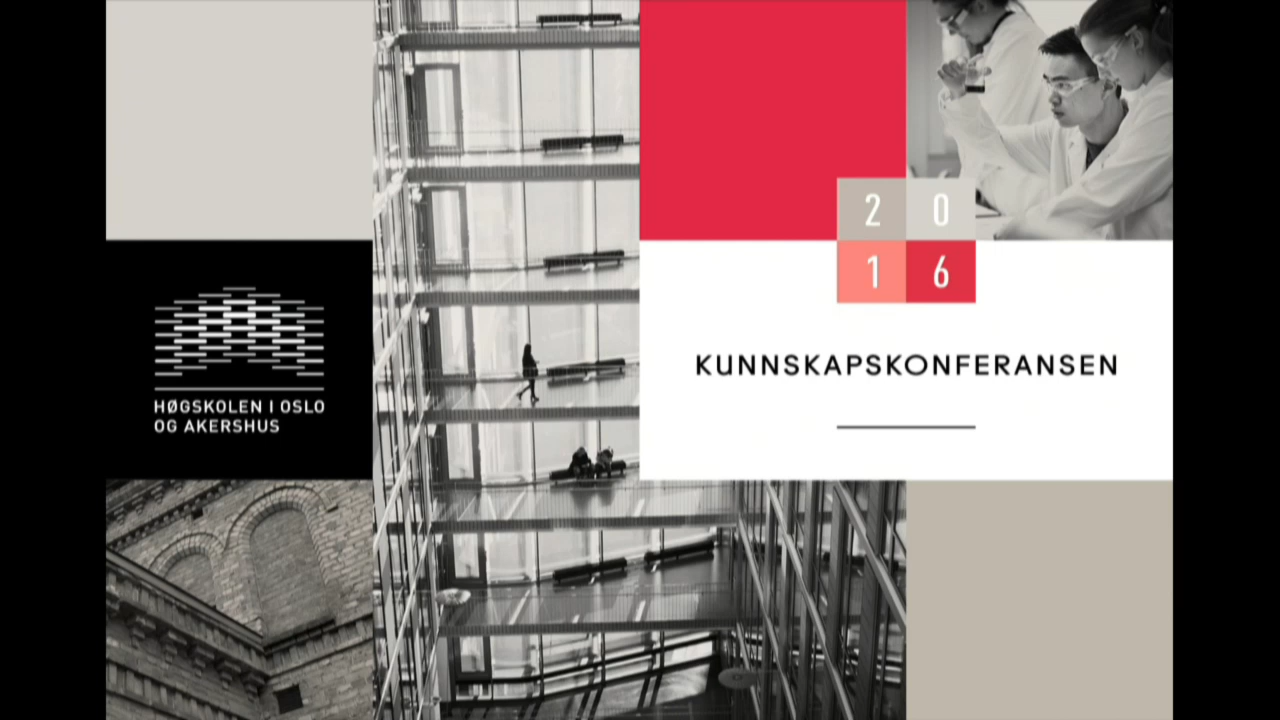 HØGSKOLEN I OSLO
OG AKERSHUS
2 0
1 6
KUNNSKAPSKONFERANSEN